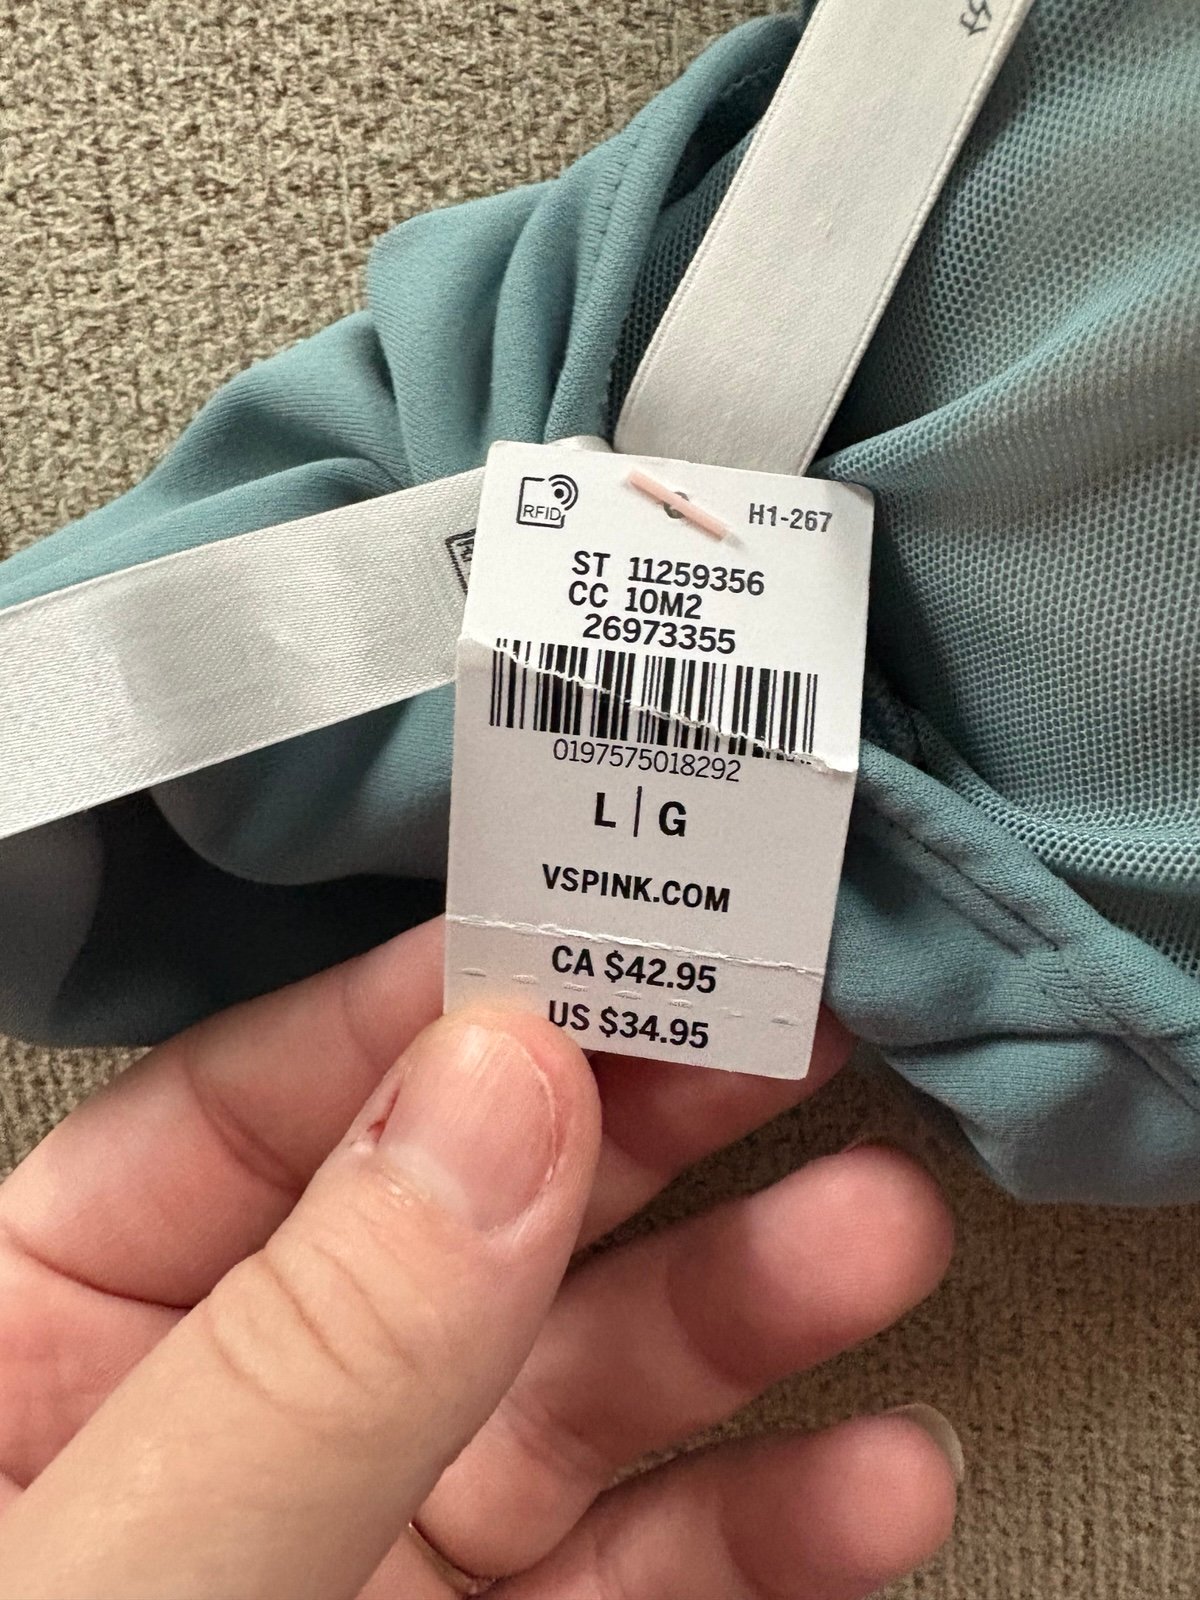 RFID
H1-267
ST 11259356
CC 10M2
26973355
0197575018292
L | G
VSPINK.COM
CA $42.95
US $34.95